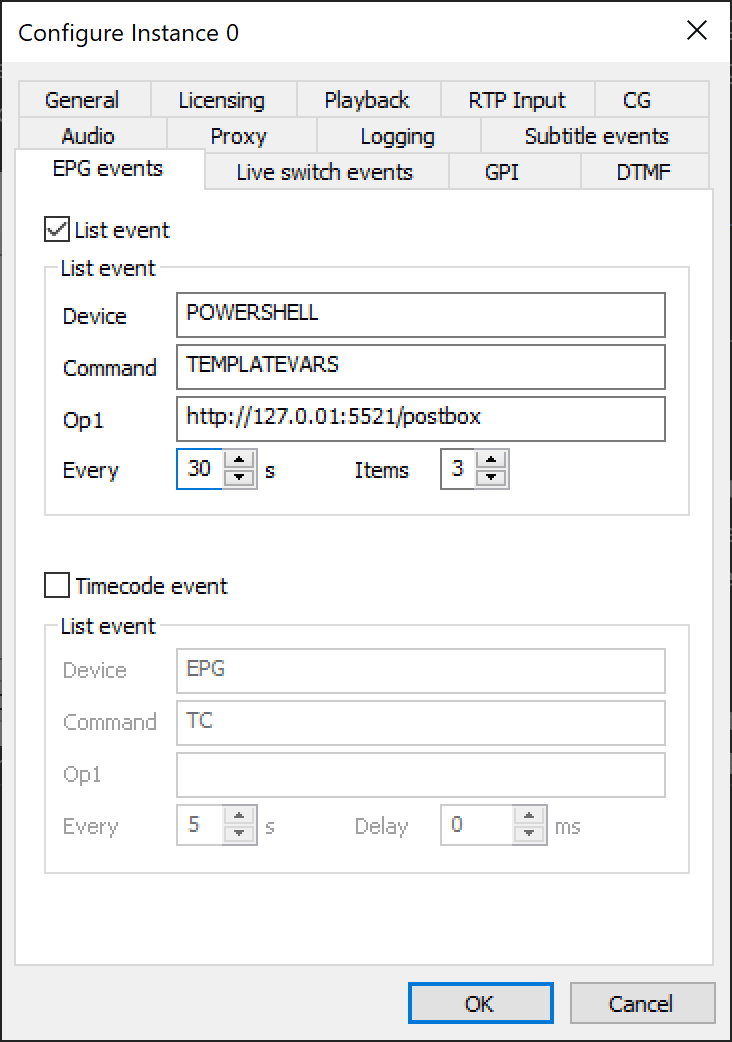 Configure Instance 0
General Licensing Playback RTP Input CG
Audio Proxy Logging Subtitle events
EPG events Live switch events GPI DTMF
List event
List event
Device POWERSHELL
Command TEMPLATEVARS
Op1 http://127.0.01:5521/postbox
Every 30 s Items 3
Timecode event
List event
Device EPG
Command TC
Op1
Every 5 s Delay 0 ms
OK Cancel